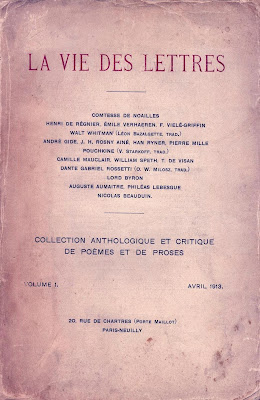 LA VIE DES LETTRES
COMTESSE DE NOAILLES
HENRI DE RÉGNIER, ÉMILE VERHAEREN, F. VIELÉ-GRIFFIN
WALT WHITMAN (LÉON BAZALGETTE, TRAD.)
ANDRÉ GIDE, J. H. ROSNY AINÉ, HAN RYNER, PIERRE MILLE
POUCHKINE (V. STARKOFF, TRAD.)
CAMILLE MAUCLAIR, WILLIAM SPETH, T. DE VISAN
DANTE GABRIEL ROSSETTI (O. W. MILOSZ, TRAD.)
LORD BYRON
AUGUSTE AUMAITRE, PHILÉAS LEBESGUE
NICOLAS BEAUDUIN.
COLLECTION ANTHOLOGIQUE ET CRITIQUE
DE POÈMES ET DE PROSES
VOLUME I. AVRIL 1913.
20, RUE DE CHARTRES (PORTE MAILLOT)
PARIS-NEUILLY